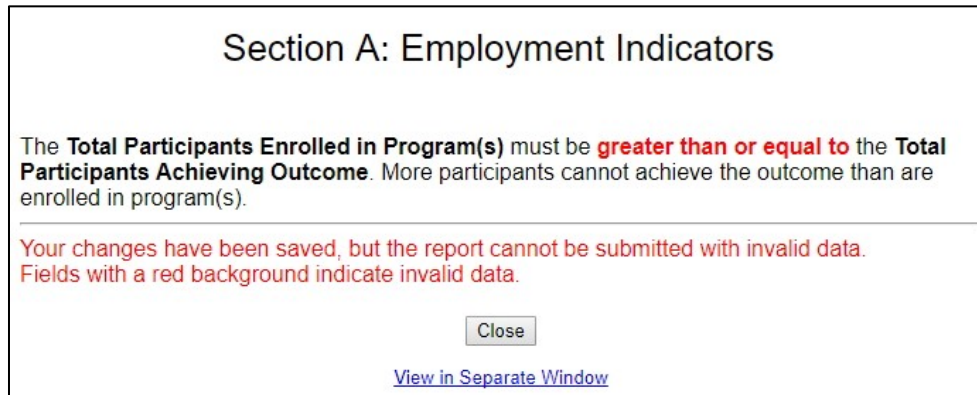 Section A: Employment Indicators
The Total Participants Enrolled in Program(s) must be greater than or equal to the Total
Participants Achieving Outcome. More participants cannot achieve the outcome than are
enrolled in program(s).
Your changes have been saved, but the report cannot be submitted with invalid data.
Fields with a red background indicate invalid data.
Close
View in Separate Window